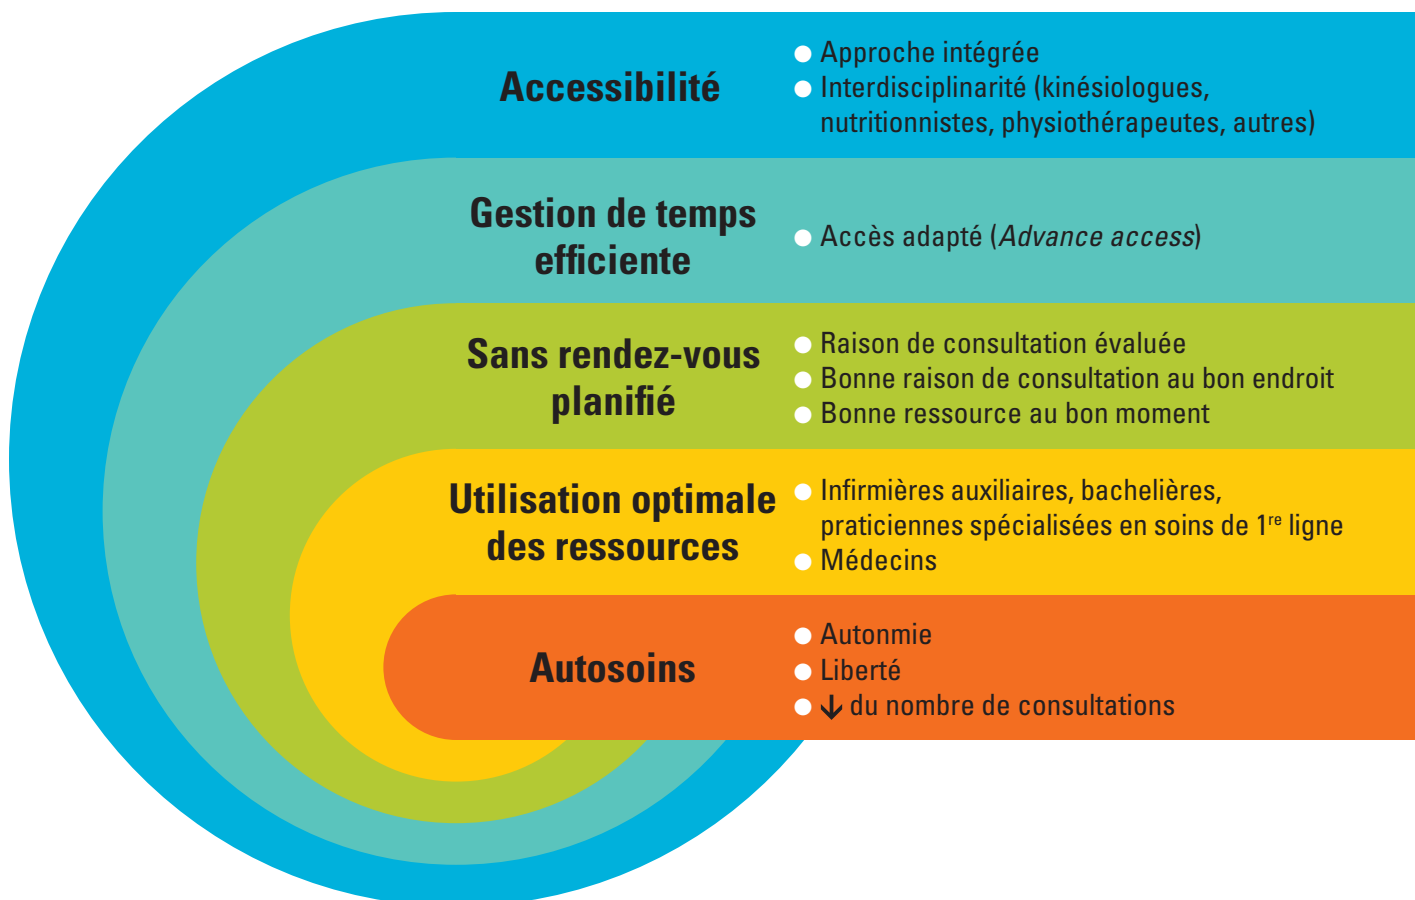 Accessibilité
● Approche intégrée
● Interdisciplinarité (kinésiologues,
nutritionnistes, physiothérapeutes, autres)
Gestion de temps
efficiente
● Accès adapté (Advance access)
Sans rendez-vous
planifié
● Raison de consultation évaluée
● Bonne raison de consultation au bon endroit
● Bonne ressource au bon moment
Utilisation optimale
des ressources
● Infirmières auxiliaires, bachelières,
praticiennes spécialisées en soins de 1re ligne
● Médecins
Autosoins
● Autonmie
● Liberté
● ↓ du nombre de consultations